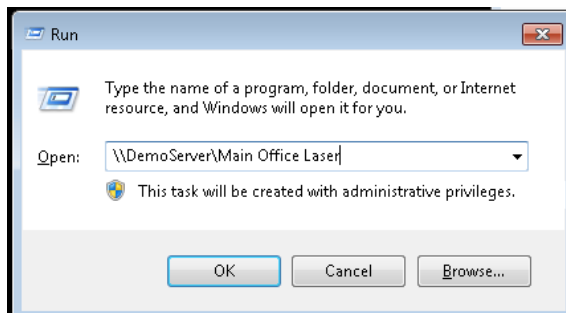 Run
Type the name of a program, folder, document, or Internet
resource, and Windows will open it for you.
Open: \\DemoServer\Main Office Laser
This task will be created with administrative privileges.
OK Cancel Browse...